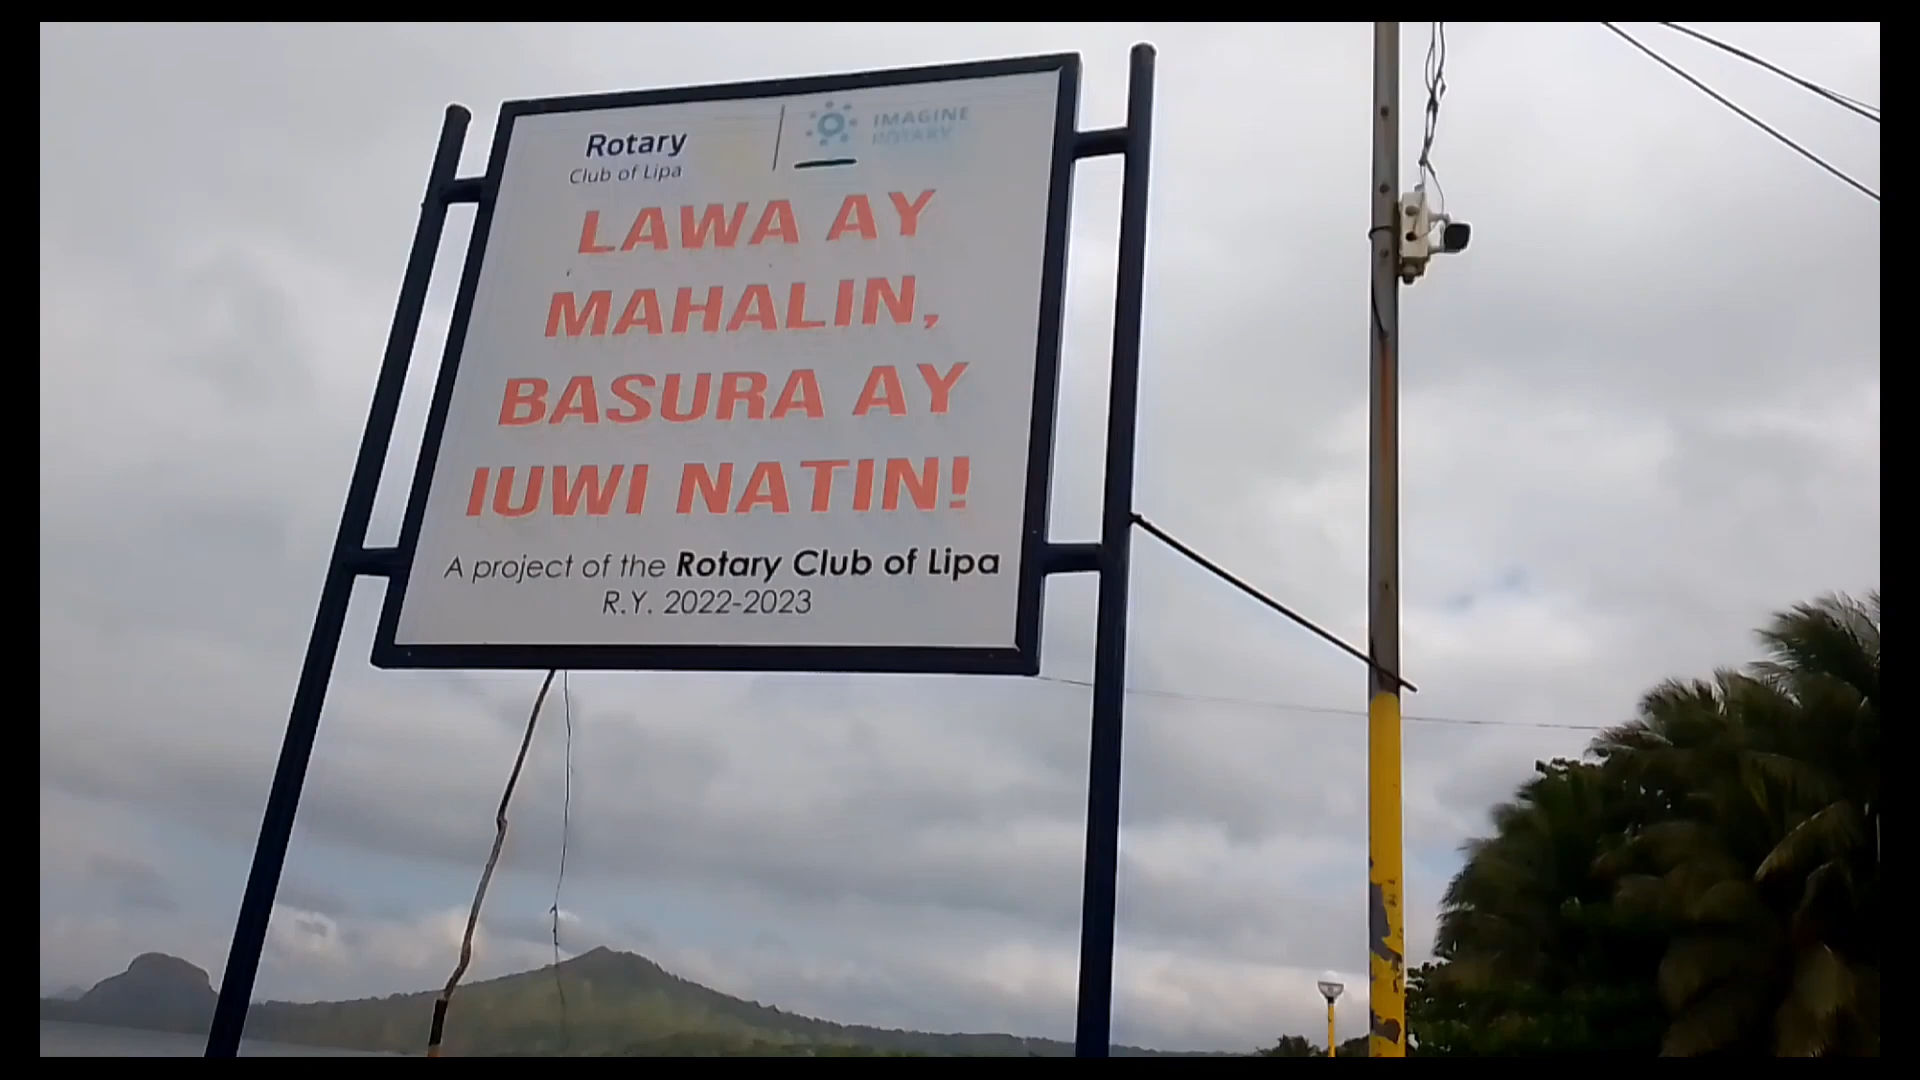 Rotary
Club of Lipa
IMAGINE
ROTARY
LAWA AY
MAHALIN,
BASURA AY
IUWI NATIN!
A project of the Rotary Club of Lipa
R.Y. 2022-2023